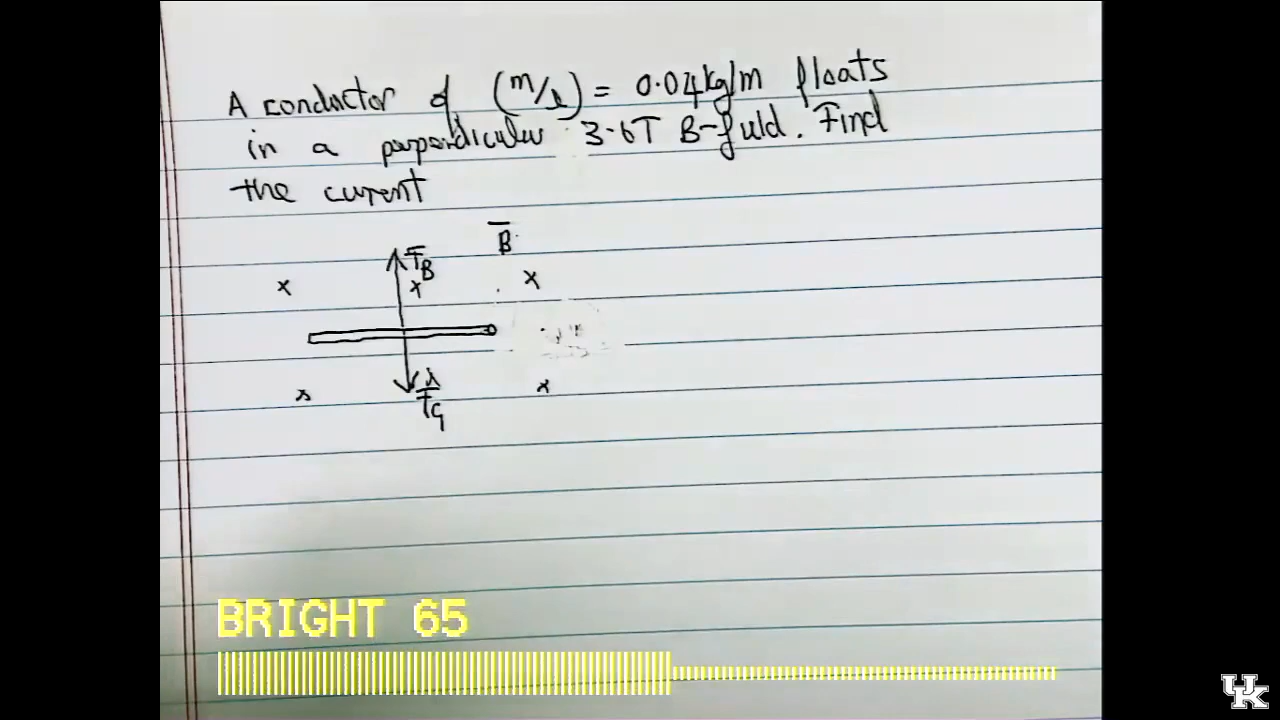 A conductor of (m/l) = 0.04kg/m floats
in a perpendicular 3.6T B-field. Find
the current
B
F_B
x x x
x x x
F_G
BRIGHT 65
UK